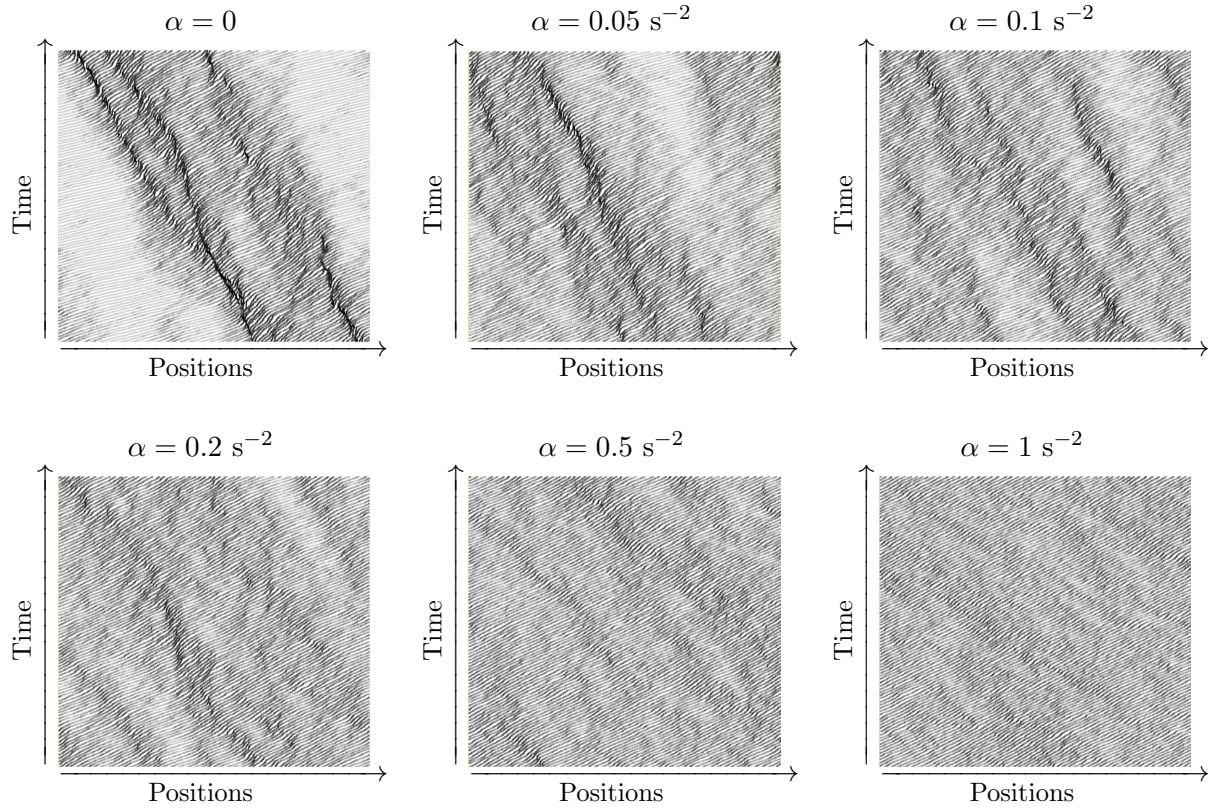 α = 0
α = 0.05 s⁻²
α = 0.1 s⁻²
Time
Time
Time
Positions
Positions
Positions
α = 0.2 s⁻²
α = 0.5 s⁻²
α = 1 s⁻²
Time
Time
Time
Positions
Positions
Positions